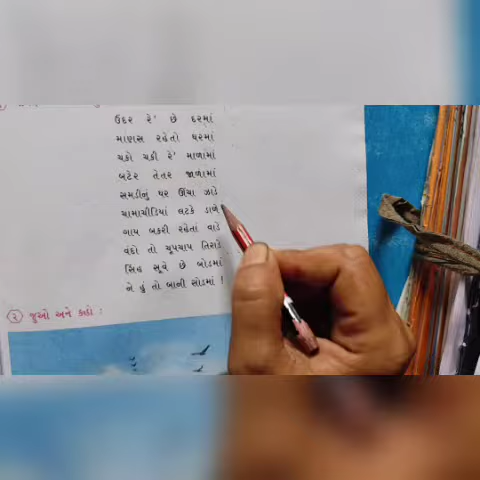 ઉંદર રે' છે દરમાં
માણસ રહેતો ઘરમાં
ચકો ચકી રે' માળામાં
બટેર તેતર જાળામાં
સમડીનું ઘર ઊંચા ઝાડે
ચામાચીડિયાં લટકે ડાળે
ગાય બકરી રહેતાં વાડે
વંદો તો ચૂપચાપ તિરાડે
સિંહ સૂવે છે બોડમાં
ને હું તો બાની સોડમાં !
૨ જુઓ અને કહો :